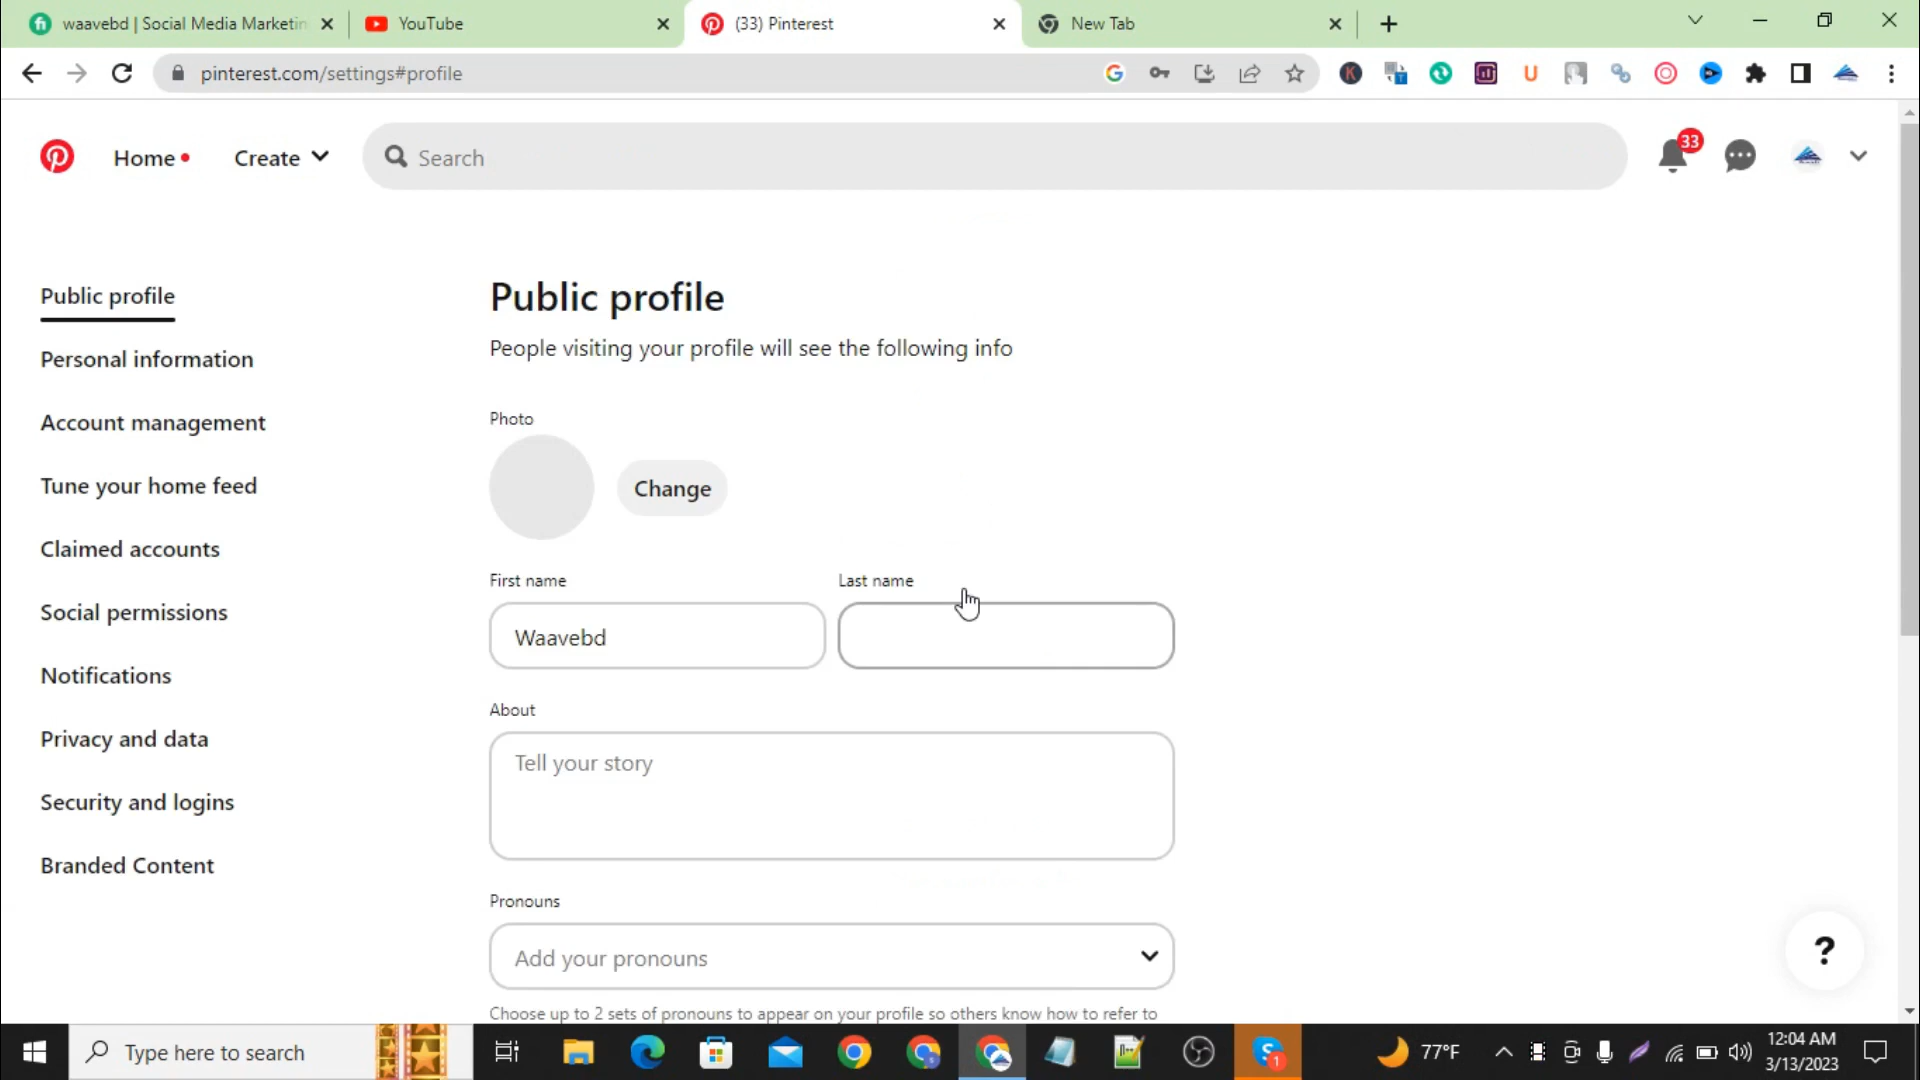 waavebd | Social Media Marketin
YouTube
(33) Pinterest
New Tab
pinterest.com/settings#profile
Home
Create
Search
33
Public profile
Personal information
Account management
Tune your home feed
Claimed accounts
Social permissions
Notifications
Privacy and data
Security and logins
Branded Content
Public profile
People visiting your profile will see the following info
Photo
Change
First name
Last name
Waavebd
About
Tell your story
Pronouns
Add your pronouns
Choose up to 2 sets of pronouns to appear on your profile so others know how to refer to
?
Type here to search
77°F
12:04 AM
3/13/2023